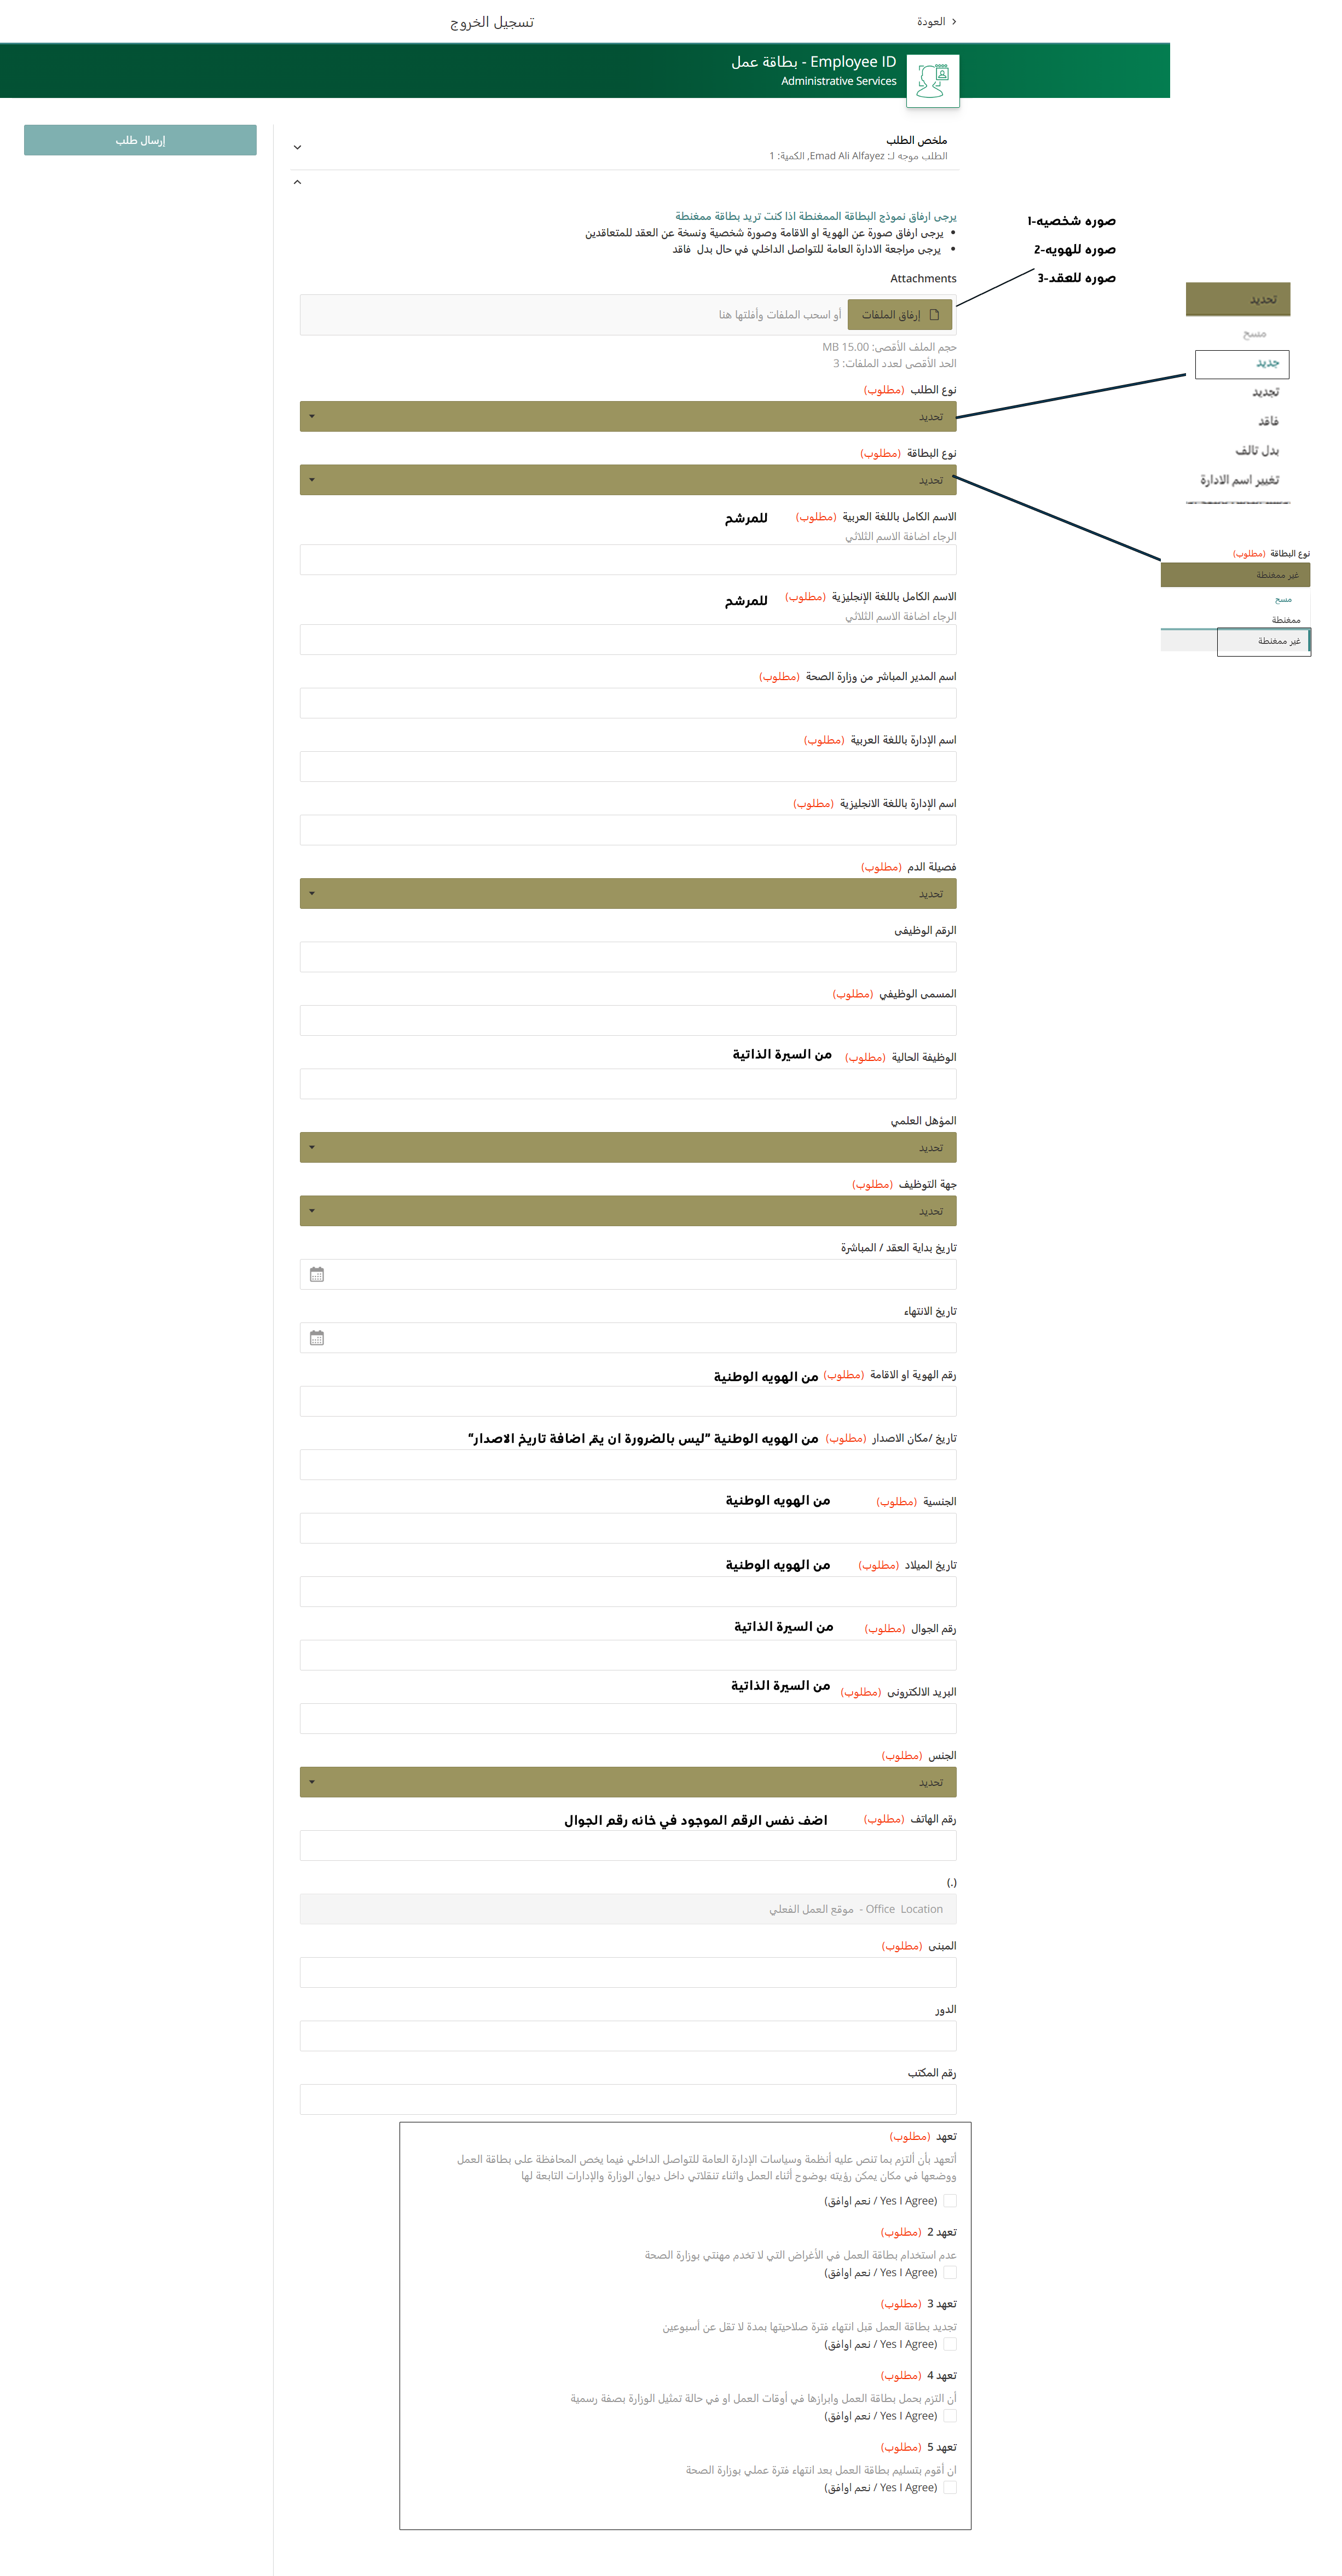 العودة
تسجيل الخروج
Employee ID - بطاقة عمل
Administrative Services
إرسال طلب
ملخص الطلب
الطلب موجه لـ: Emad Ali Alfayez, الكمية: 1
يرجى ارفاق نموذج البطاقة الممغنطة اذا كنت تريد بطاقة ممغنطة
• يرجى ارفاق صورة عن الهوية او الاقامة وصورة شخصية ونسخة عن العقد للمتعاقدين
• يرجى مراجعة الادارة العامة للتواصل الداخلي في حال بدل فاقد
صوره شخصيه-1
صوره للهويه-2
صوره للعقد-3
Attachments
إرفاق الملفات أو اسحب الملفات وأفلتها هنا
حجم الملف الأقصى: 15.00 MB
الحد الأقصى لعدد الملفات: 3
نوع الطلب (مطلوب)
تحديد
تحديد
مسح
جديد
تجديد
فاقد
بدل تالف
تغيير اسم الادارة
نوع البطاقة (مطلوب)
تحديد
نوع البطاقة (مطلوب)
غير ممغنطة
مسح
ممغنطة
غير ممغنطة
الاسم الكامل باللغة العربية (مطلوب) للمرشح
الرجاء اضافة الاسم الثلاثي
الاسم الكامل باللغة الإنجليزية (مطلوب) للمرشح
الرجاء اضافة الاسم الثلاثي
اسم المدير المباشر من وزارة الصحة (مطلوب)
اسم الإدارة باللغة العربية (مطلوب)
اسم الإدارة باللغة الانجليزية (مطلوب)
فصيلة الدم (مطلوب)
تحديد
الرقم الوظيفي
المسمى الوظيفي (مطلوب)
الوظيفة الحالية (مطلوب) من السيرة الذاتية
المؤهل العلمي
تحديد
جهة التوظيف (مطلوب)
تحديد
تاريخ بداية العقد / المباشرة
تاريخ الانتهاء
رقم الهوية او الاقامة (مطلوب) من الهويه الوطنية
تاريخ /مكان الاصدار (مطلوب) من الهويه الوطنية “ليس بالضرورة ان يتم اضافة تاريخ الاصدار“
الجنسية (مطلوب) من الهويه الوطنية
تاريخ الميلاد (مطلوب) من الهويه الوطنية
رقم الجوال (مطلوب) من السيرة الذاتية
البريد الالكتروني (مطلوب) من السيرة الذاتية
الجنس (مطلوب)
تحديد
رقم الهاتف (مطلوب) اضف نفس الرقم الموجود في خانه رقم الجوال
(.)
Office Location - موقع العمل الفعلي
المبنى (مطلوب)
الدور
رقم المكتب
تعهد (مطلوب)
أتعهد بأن ألتزم بما تنص عليه أنظمة وسياسات الإدارة العامة للتواصل الداخلي فيما يخص المحافظة على بطاقة العمل
ووضعها في مكان يمكن رؤيته بوضوح أثناء العمل واثناء تنقلاتي داخل ديوان الوزارة والإدارات التابعة لها
(Yes I Agree / نعم اوافق)
تعهد 2 (مطلوب)
عدم استخدام بطاقة العمل في الأغراض التي لا تخدم مهنتي بوزارة الصحة
(Yes I Agree / نعم اوافق)
تعهد 3 (مطلوب)
تجديد بطاقة العمل قبل انتهاء فترة صلاحيتها بمدة لا تقل عن أسبوعين
(Yes I Agree / نعم اوافق)
تعهد 4 (مطلوب)
أن التزم بحمل بطاقة العمل وابرازها في أوقات العمل او في حالة تمثيل الوزارة بصفة رسمية
(Yes I Agree / نعم اوافق)
تعهد 5 (مطلوب)
ان أقوم بتسليم بطاقة العمل بعد انتهاء فترة عملي بوزارة الصحة
(Yes I Agree / نعم اوافق)